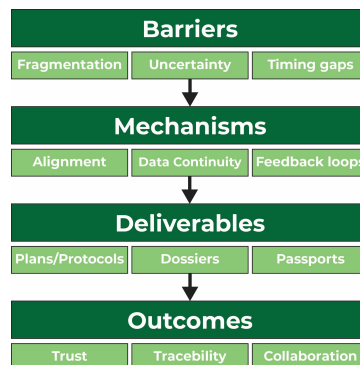 Barriers
Fragmentation Uncertainty Timing gaps
Mechanisms
Alignment Data Continuity Feedback loops
Deliverables
Plans/Protocols Dossiers Passports
Outcomes
Trust Tracebility Collaboration